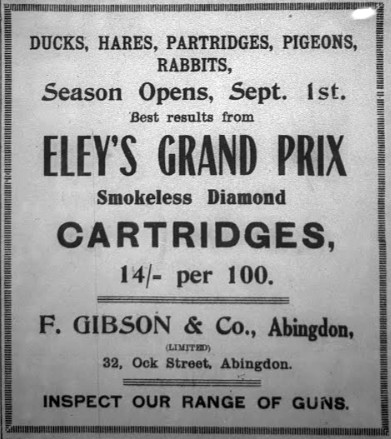 DUCKS, HARES, PARTRIDGES, PIGEONS,
RABBITS,
Season Opens, Sept. 1st.
Best results from
ELEY'S GRAND PRIX
Smokeless Diamond
CARTRIDGES,
14/- per 100.
F. GIBSON & Co., Abingdon,
(LIMITED)
32, Ock Street, Abingdon.
INSPECT OUR RANGE OF GUNS.